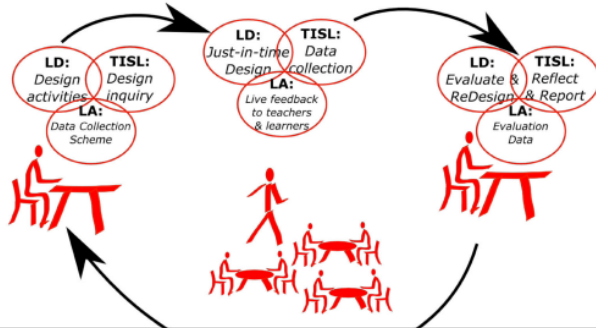 LD:
Design
activities
TISL:
Design
inquiry
LA:
Data Collection
Scheme
LD:
Just-in-time
Design
TISL:
Data
collection
LA:
Live feedback
to teachers
& learners
LD:
Evaluate &
ReDesign
TISL:
Reflect
& Report
LA:
Evaluation
Data